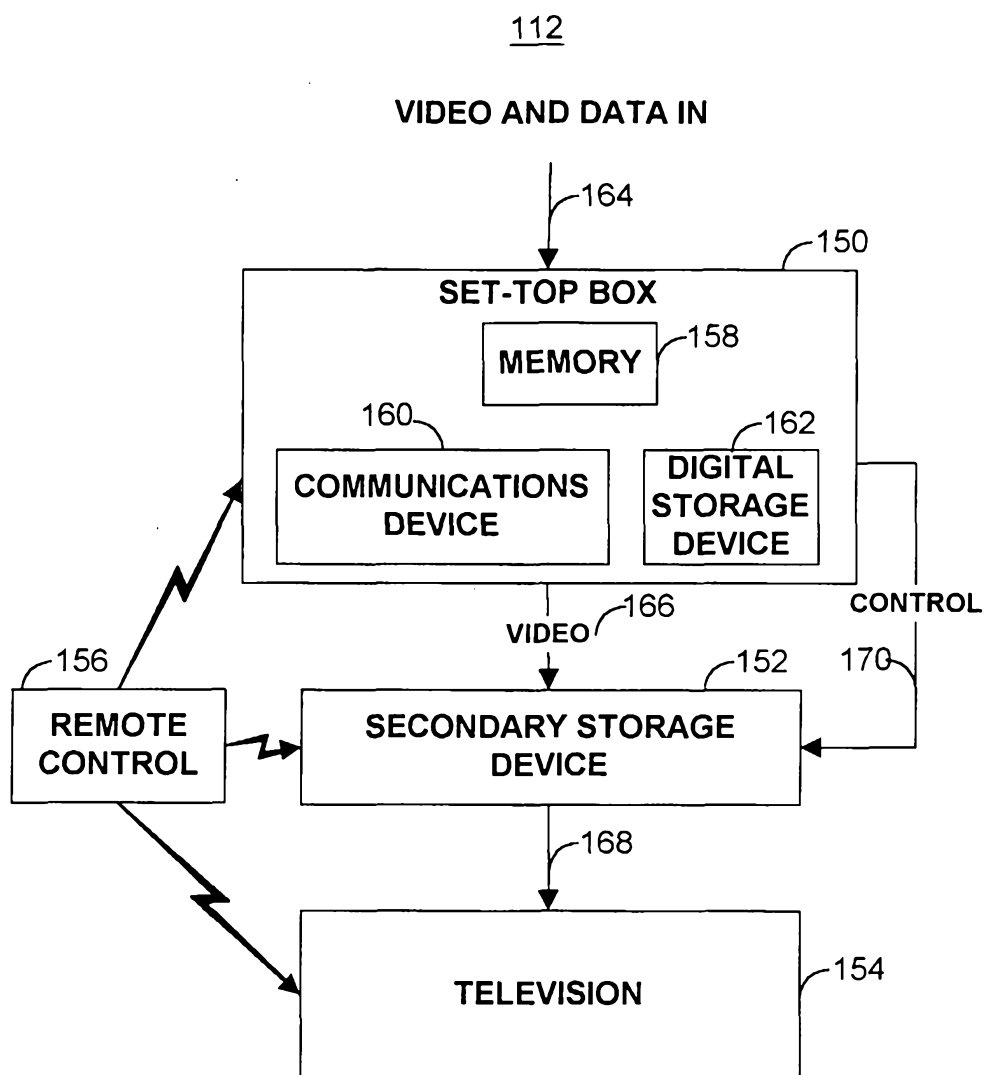 112
VIDEO AND DATA IN
164
150
SET-TOP BOX
MEMORY
158
160
162
COMMUNICATIONS
DEVICE
DIGITAL
STORAGE
DEVICE
VIDEO
166
CONTROL
156
152
170
REMOTE
CONTROL
SECONDARY STORAGE
DEVICE
168
TELEVISION
154